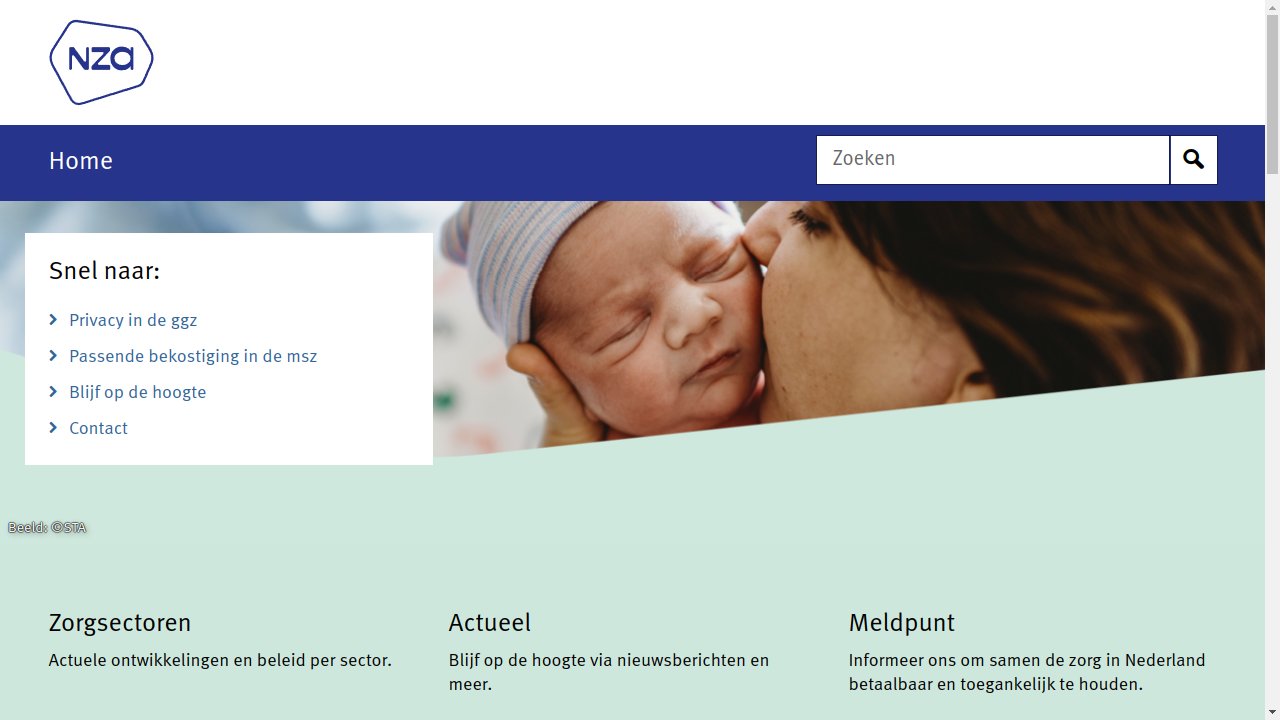 nza
Home
Zoeken
Snel naar:
Privacy in de ggz
Passende bekostiging in de msz
Blijf op de hoogte
Contact
Beeld: ©STA
Zorgsectoren
Actuele ontwikkelingen en beleid per sector.
Actueel
Blijf op de hoogte via nieuwsberichten en
meer.
Meldpunt
Informeer ons om samen de zorg in Nederland
betaalbaar en toegankelijk te houden.